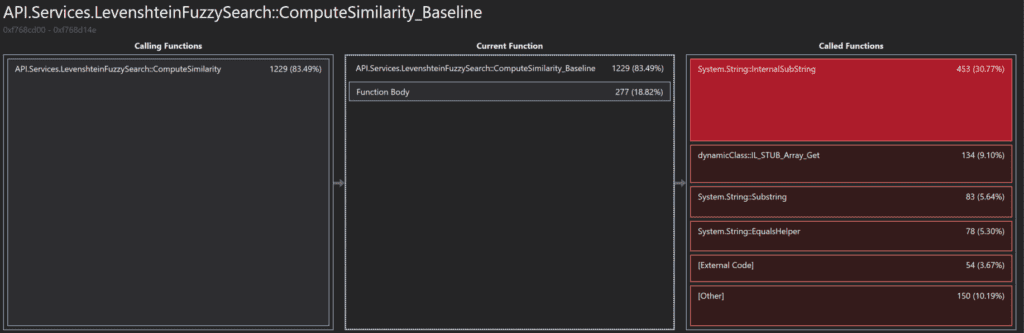 API.Services.LevenshteinFuzzySearch::ComputeSimilarity_Baseline
0xf768cd00 - 0xf768d14e
Calling Functions
API.Services.LevenshteinFuzzySearch::ComputeSimilarity 1229 (83.49%)
Current Function
API.Services.LevenshteinFuzzySearch::ComputeSimilarity_Baseline 1229 (83.49%)
Function Body 277 (18.82%)
Called Functions
System.String::InternalSubString 453 (30.77%)
dynamicClass::IL_STUB_Array_Get 134 (9.10%)
System.String::Substring 83 (5.64%)
System.String::EqualsHelper 78 (5.30%)
[External Code] 54 (3.67%)
[Other] 150 (10.19%)